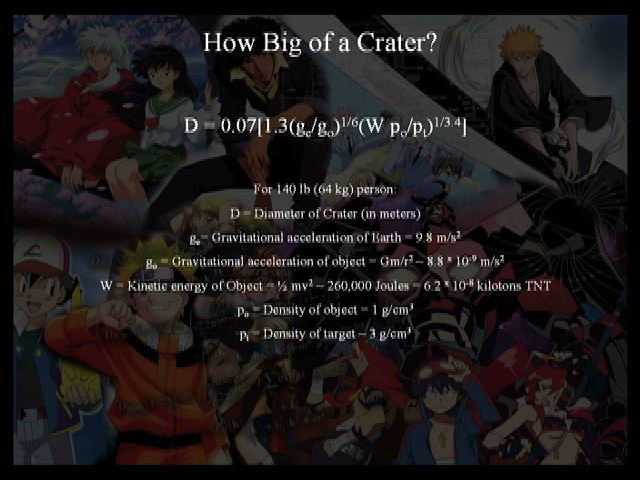 How Big of a Crater?
D = 0.07[1.3(gₑ/gₒ)^1/6(W pₒ/pₜ)^1/3.4]
For 140 lb (64 kg) person:
D = Diameter of Crater (in meters)
gₑ= Gravitational acceleration of Earth = 9.8 m/s²
gₒ = Gravitational acceleration of object = Gm/r² – 8.8 * 10⁻⁹ m/s²
W = Kinetic energy of Object = ½ mv² – 260,000 Joules = 6.2 * 10⁻⁸ kilotons TNT
pₒ = Density of object = 1 g/cm³
pₜ = Density of target – 3 g/cm³